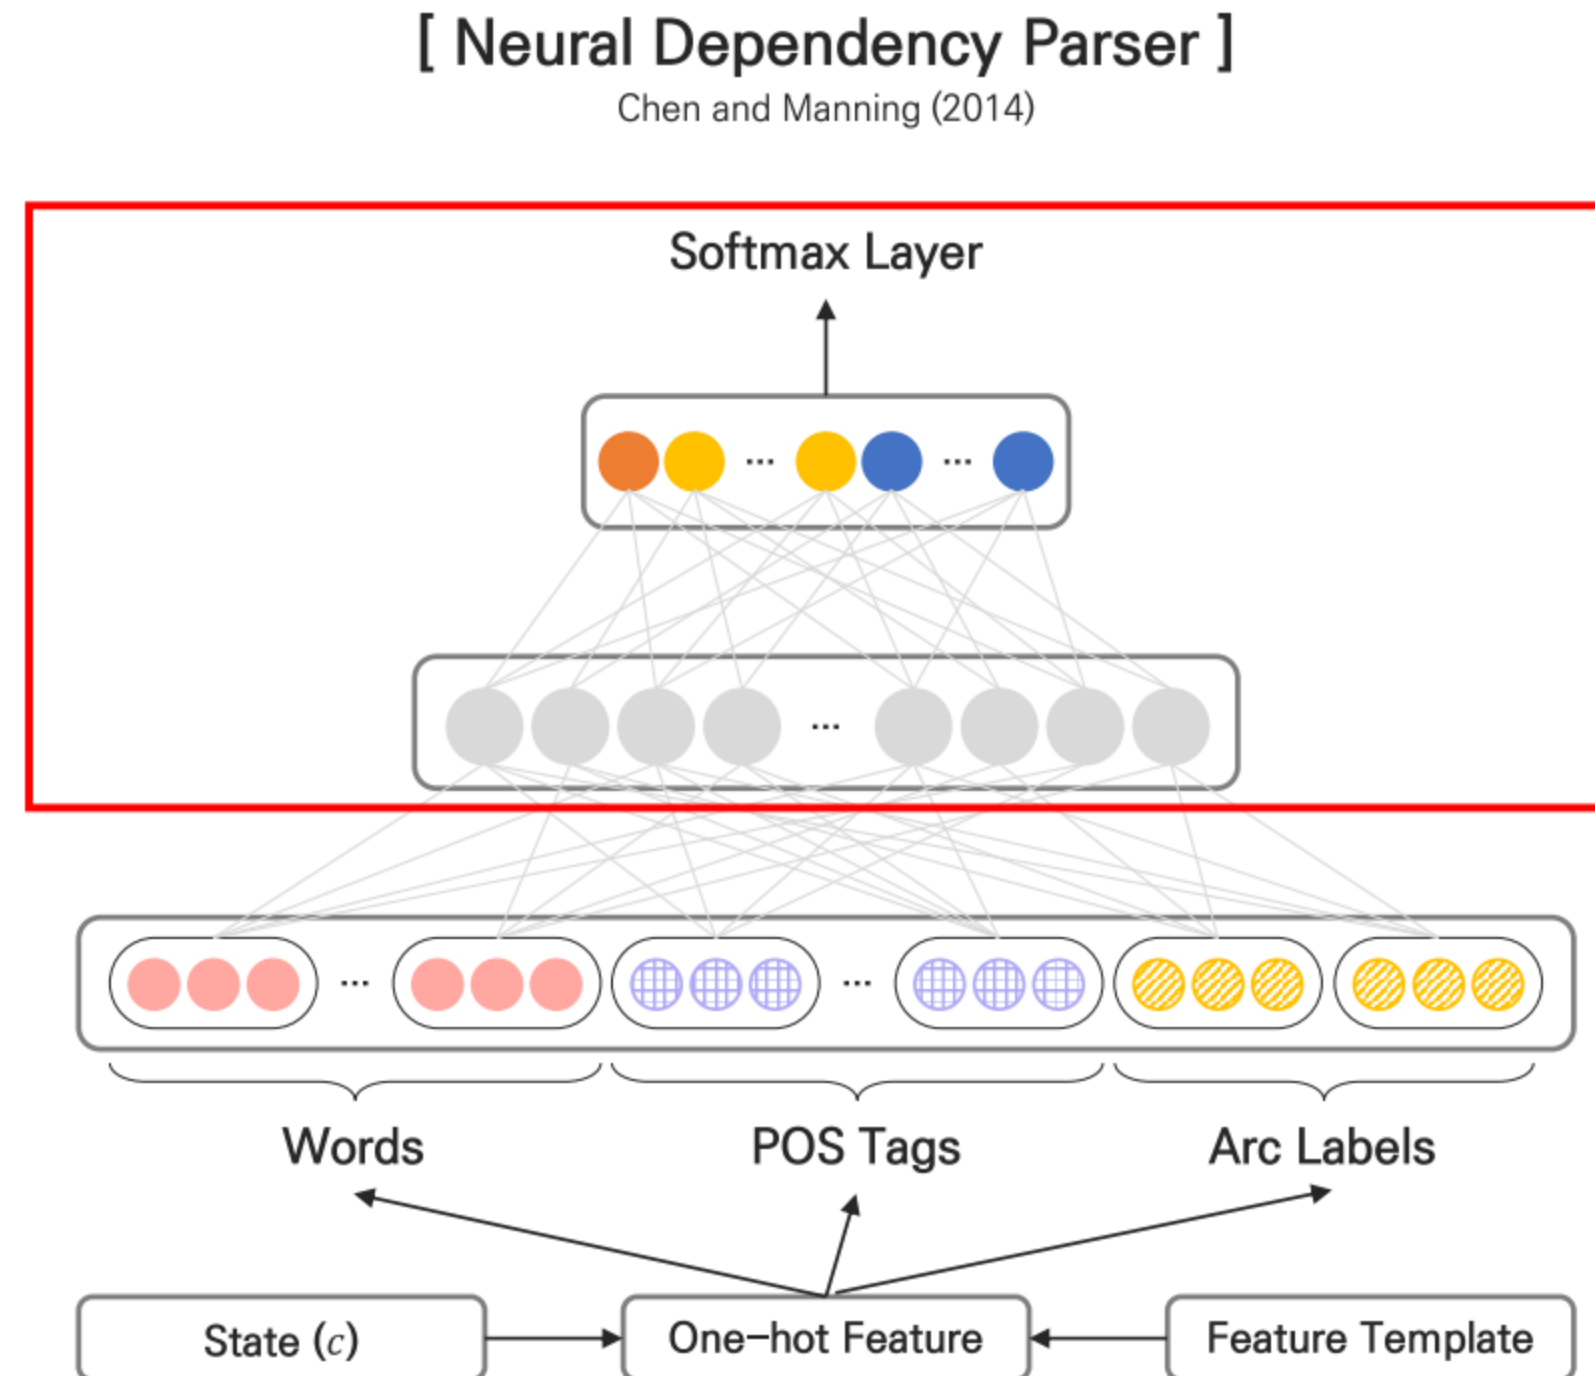 [ Neural Dependency Parser ]
Chen and Manning (2014)
Softmax Layer
...
...
...
...
...
Words
POS Tags
Arc Labels
State (c)
One-hot Feature
Feature Template